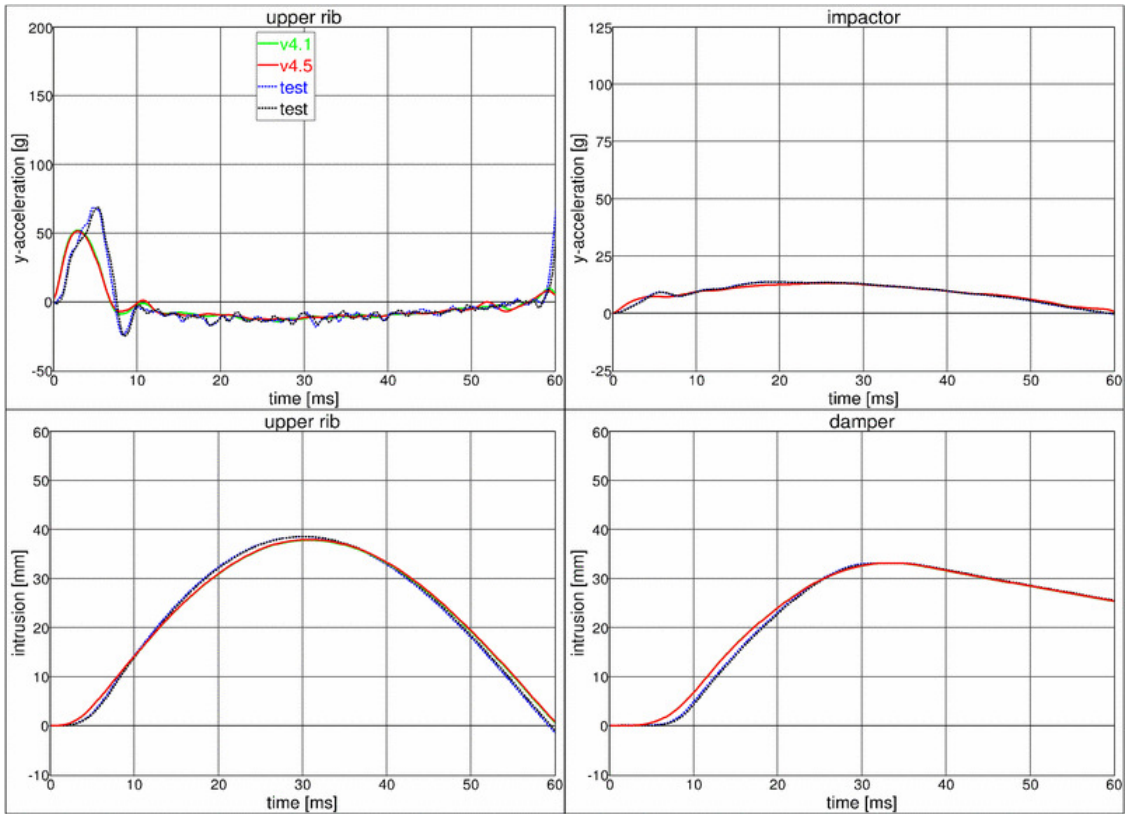 upper rib
200
150
100
50
0
-50
y-acceleration [g]
v4.1
v4.5
test
test
0 10 20 30 40 50 60
time [ms]
impactor
125
100
75
50
25
0
-25
y-acceleration [g]
0 10 20 30 40 50 60
time [ms]
upper rib
60
50
40
30
20
10
0
-10
intrusion [mm]
0 10 20 30 40 50 60
time [ms]
damper
60
50
40
30
20
10
0
-10
intrusion [mm]
0 10 20 30 40 50 60
time [ms]